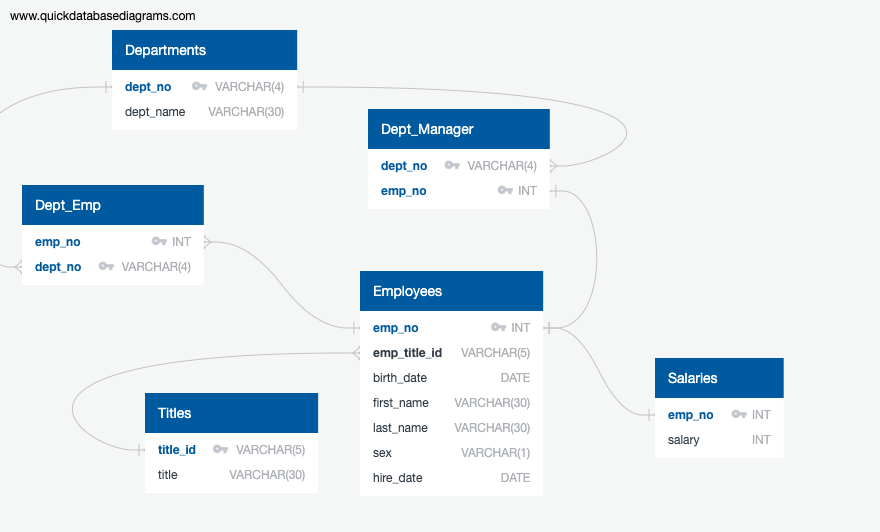 www.quickdatabasediagrams.com
Departments
dept_no VARCHAR(4)
dept_name VARCHAR(30)
Dept_Manager
dept_no VARCHAR(4)
emp_no INT
Dept_Emp
emp_no INT
dept_no VARCHAR(4)
Employees
emp_no INT
emp_title_id VARCHAR(5)
birth_date DATE
first_name VARCHAR(30)
last_name VARCHAR(30)
sex VARCHAR(1)
hire_date DATE
Titles
title_id VARCHAR(5)
title VARCHAR(30)
Salaries
emp_no INT
salary INT